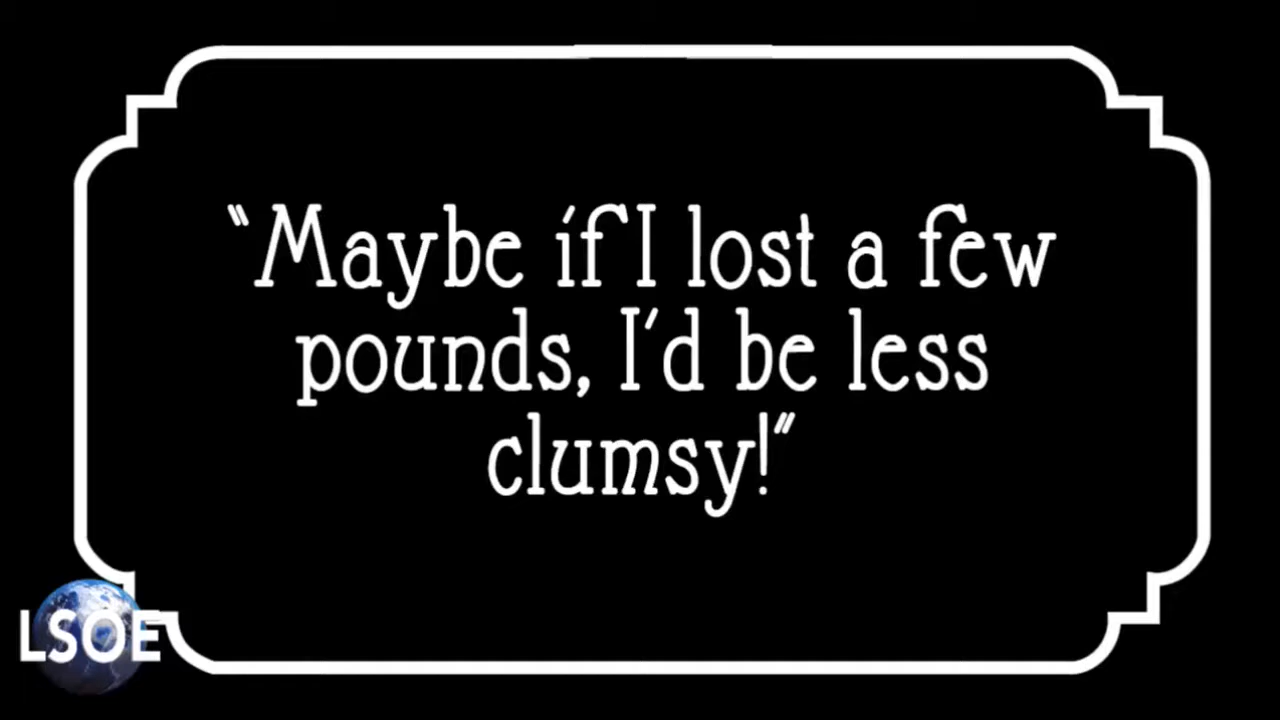 “Maybe if I lost a few
pounds, I'd be less
clumsy!”
LSOE